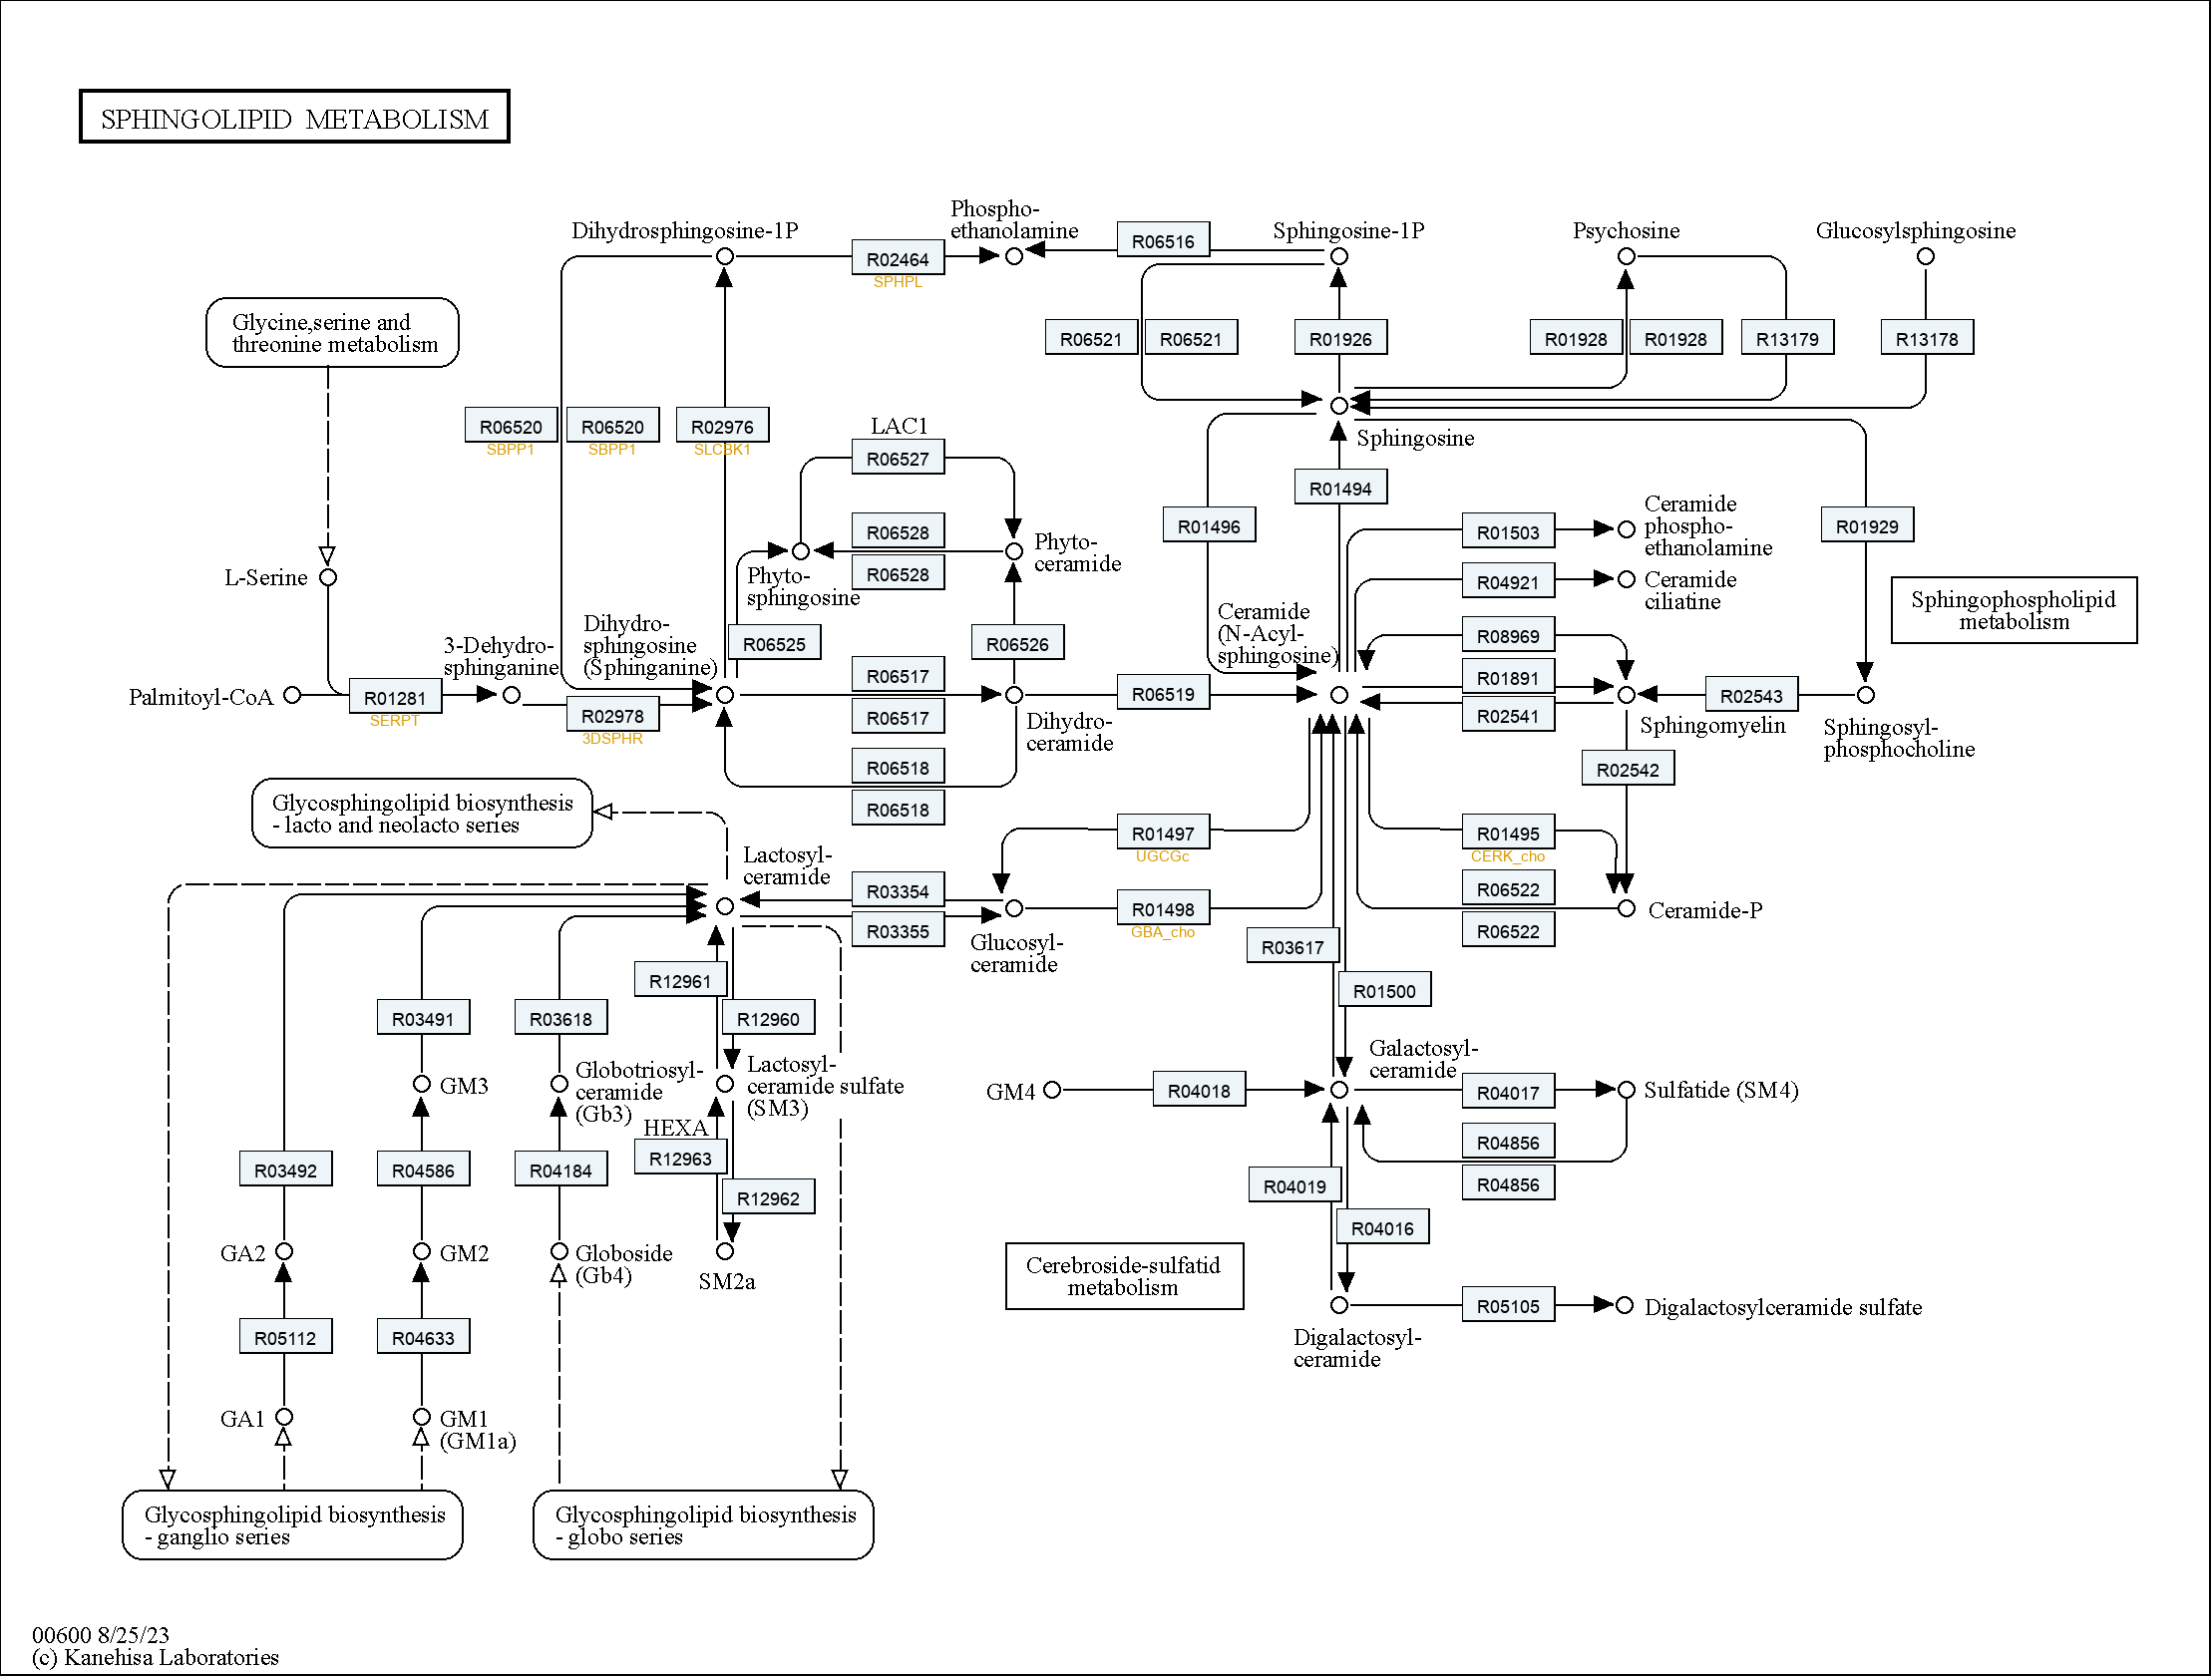 SPHINGOLIPID METABOLISM
Dihydrosphingosine-1P
Phospho-
ethanolamine
Sphingosine-1P
Psychosine
Glucosylsphingosine
R02464
SPHPL
R06516
Glycine,serine and
threonine metabolism
R06521
R06521
R01926
R01928
R01928
R13179
R13178
R06520
SBPP1
R06520
SBPP1
R02976
SLCBK1
LAC1
R06527
Sphingosine
R01494
R01496
R06528
R06528
Phyto-
ceramide
Phyto-
sphingosine
R01503
Ceramide
phospho-
ethanolamine
R01929
R04921
Ceramide
ciliatine
Sphingophospholipid
metabolism
L-Serine
3-Dehydro-
sphinganine
Dihydro-
sphingosine
(Sphinganine)
R06525
R06526
Ceramide
(N-Acyl-
sphingosine)
R08969
Palmitoyl-CoA
R01281
SERPT
R02978
3DSPHR
R06517
R06517
R06519
R01891
R02541
R02543
Dihydro-
ceramide
Sphingomyelin
Sphingosyl-
phosphocholine
R06518
R06518
R02542
Glycosphingolipid biosynthesis
- lacto and neolacto series
R01497
UGCGc
R01495
CERK_cho
Lactosyl-
ceramide
R03354
R03355
R01498
GBA_cho
R06522
R06522
Ceramide-P
Glucosyl-
ceramide
R03617
R12961
R01500
R03491
R03618
R12960
GM3
Globotriosyl-
ceramide
(Gb3)
Lactosyl-
ceramide sulfate
(SM3)
Galactosyl-
ceramide
GM4
R04018
R04017
Sulfatide (SM4)
HEXA
R03492
R04586
R04184
R12963
R12962
R04856
R04856
R04019
R04016
GA2
GM2
Globoside
(Gb4)
SM2a
Cerebroside-sulfatid
metabolism
R05112
R04633
R05105
Digalactosylceramide sulfate
Digalactosyl-
ceramide
GA1
GM1
(GM1a)
Glycosphingolipid biosynthesis
- ganglio series
Glycosphingolipid biosynthesis
- globo series
00600 8/25/23
(c) Kanehisa Laboratories